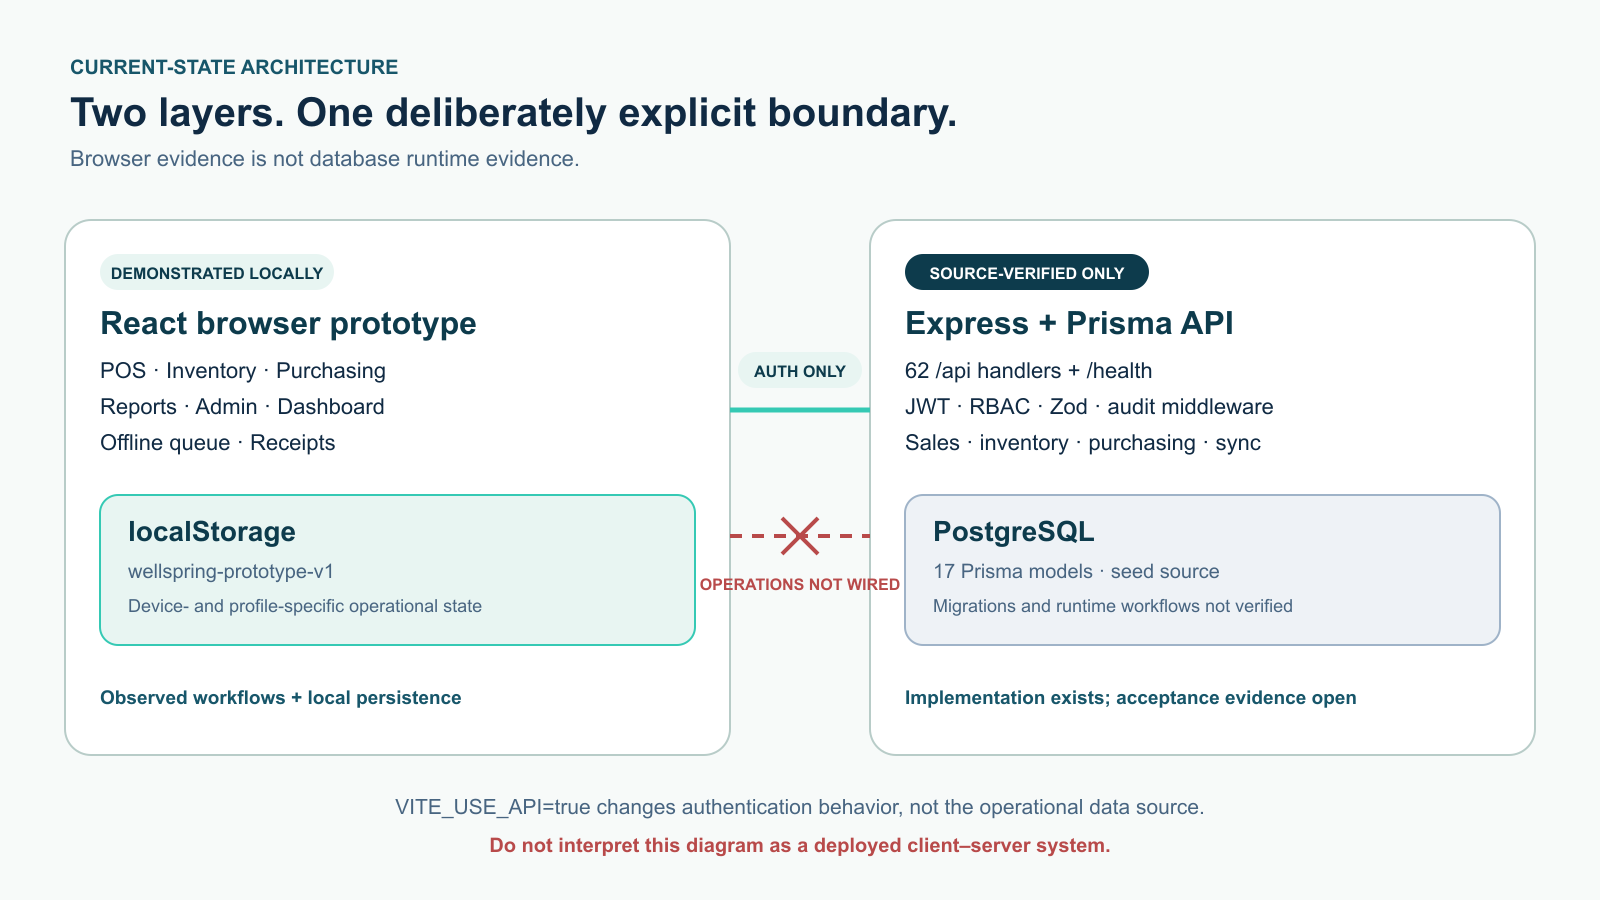 CURRENT-STATE ARCHITECTURE
Two layers. One deliberately explicit boundary.
Browser evidence is not database runtime evidence.
DEMONSTRATED LOCALLY
React browser prototype
POS · Inventory · Purchasing
Reports · Admin · Dashboard
Offline queue · Receipts
localStorage
wellspring-prototype-v1
Device- and profile-specific operational state
Observed workflows + local persistence
AUTH ONLY
OPERATIONS NOT WIRED
SOURCE-VERIFIED ONLY
Express + Prisma API
62 /api handlers + /health
JWT · RBAC · Zod · audit middleware
Sales · inventory · purchasing · sync
PostgreSQL
17 Prisma models · seed source
Migrations and runtime workflows not verified
Implementation exists; acceptance evidence open
VITE_USE_API=true changes authentication behavior, not the operational data source.
Do not interpret this diagram as a deployed client–server system.